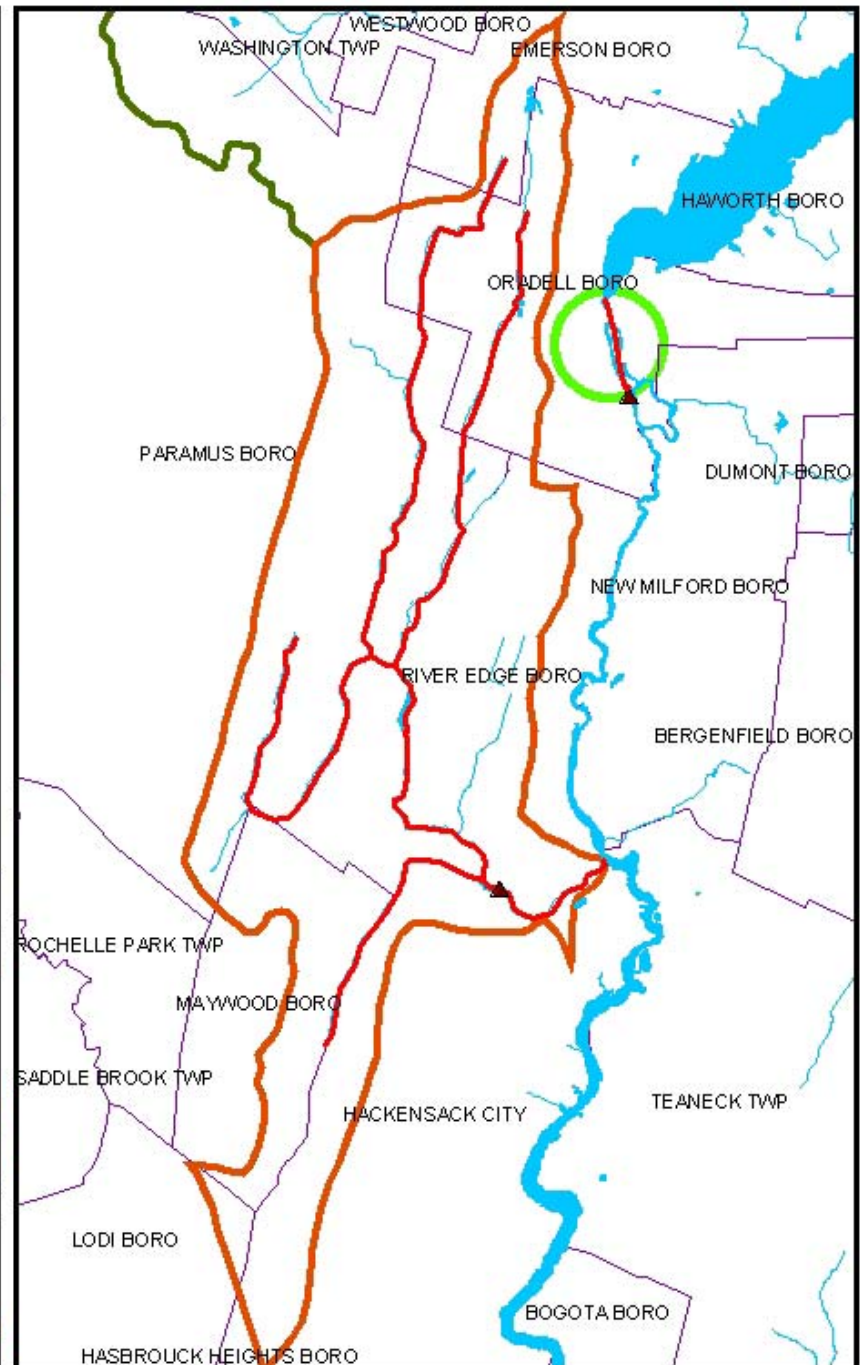 WESTWOOD BORO
WASHINGTON TWP
EMERSON BORO
HAWORTH BORO
ORADELL BORO
PARAMUS BORO
DUMONT BORO
NEW MILFORD BORO
RIVER EDGE BORO
BERGENFIELD BORO
ROCHELLE PARK TWP
MAYWOOD BORO
SADDLE BROOK TWP
TEANECK TWP
HACKENSACK CITY
LODI BORO
BOGOTA BORO
HASBROUCK HEIGHTS BORO